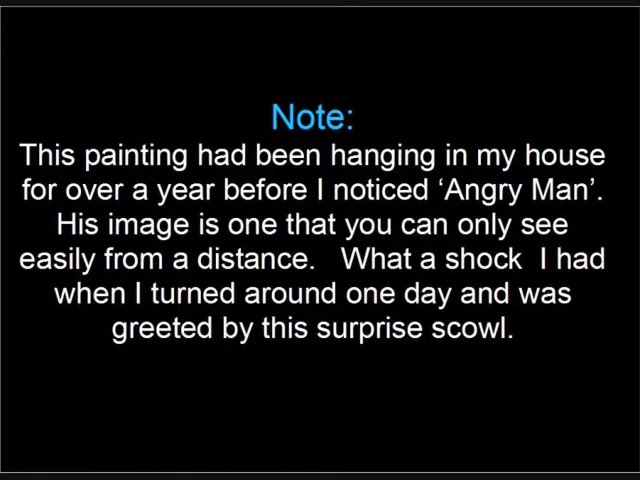 Note:
This painting had been hanging in my house
for over a year before I noticed ‘Angry Man’.
His image is one that you can only see
easily from a distance.   What a shock  I had
when I turned around one day and was
greeted by this surprise scowl.